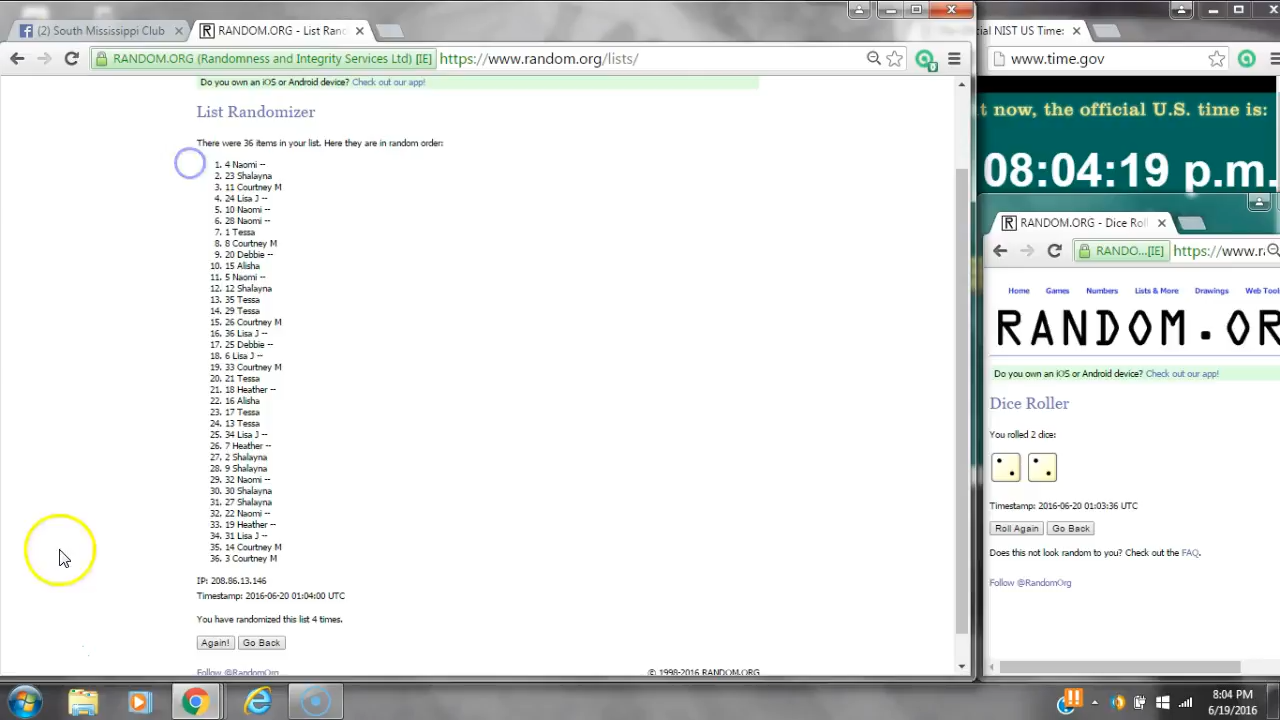 (2) South Mississippi Club
RANDOM.ORG - List Ran
RANDOM.ORG (Randomness and Integrity Services Ltd) [IE]
https://www.random.org/lists/
Do you own an iOS or Android device? Check out our app!
List Randomizer
There were 36 items in your list. Here they are in random order:
1. 4 Naomi --
2. 23 Shalayna
3. 11 Courtney M
4. 24 Lisa J --
5. 10 Naomi --
6. 28 Naomi --
7. 1 Tessa
8. 8 Courtney M
9. 20 Debbie --
10. 15 Alisha
11. 5 Naomi --
12. 12 Shalayna
13. 35 Tessa
14. 29 Tessa
15. 26 Courtney M
16. 36 Lisa J --
17. 25 Debbie --
18. 6 Lisa J --
19. 33 Courtney M
20. 21 Tessa
21. 18 Heather --
22. 16 Alisha
23. 17 Tessa
24. 13 Tessa
25. 34 Lisa J --
26. 7 Heather --
27. 2 Shalayna
28. 9 Shalayna
29. 32 Naomi --
30. 30 Shalayna
31. 27 Shalayna
32. 22 Naomi --
33. 19 Heather --
34. 31 Lisa J --
35. 14 Courtney M
36. 3 Courtney M
IP: 208.86.13.146
Timestamp: 2016-06-20 01:04:00 UTC
You have randomized this list 4 times.
Again! Go Back
Follow @RandomOrg
© 1998-2016 RANDOM.ORG
cial NIST US Time:
www.time.gov
t now, the official U.S. time is:
08:04:19 p.m.
RANDOM.ORG - Dice Roll
RANDO...[IE]
https://www.r
Home Games Numbers Lists & More Drawings Web Tool
RANDOM.OR
Do you own an iOS or Android device? Check out our app!
Dice Roller
You rolled 2 dice:
Timestamp: 2016-06-20 01:03:36 UTC
Roll Again Go Back
Does this not look random to you? Check out the FAQ.
Follow @RandomOrg
8:04 PM
6/19/2016